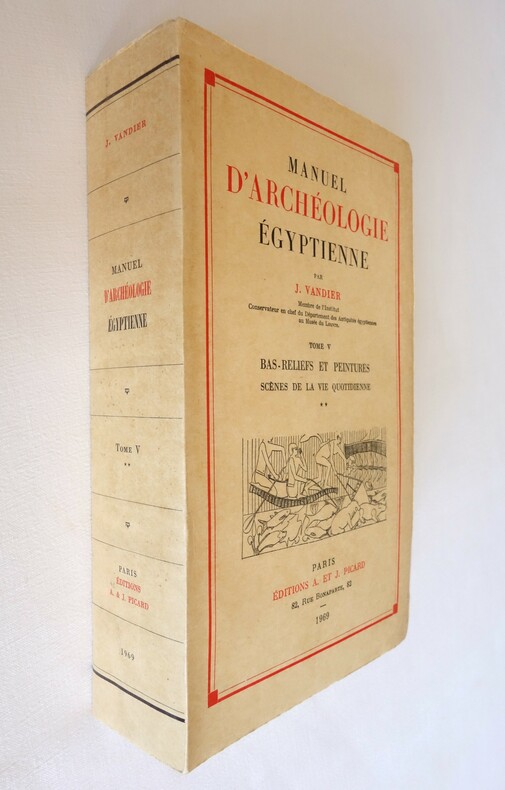 J. VANDIER
MANUEL
D'ARCHÉOLOGIE
ÉGYPTIENNE
TOME V
**
PARIS
ÉDITIONS
A. & J. PICARD
1969
MANUEL
D'ARCHÉOLOGIE
ÉGYPTIENNE
PAR
J. VANDIER
Membre de l'Institut
Conservateur en chef du Département des Antiquités égyptiennes
au Musée du Louvre.
TOME V
BAS-RELIEFS ET PEINTURES
SCÈNES DE LA VIE QUOTIDIENNE
**
PARIS
ÉDITIONS A. ET J. PICARD
82, RUE BONAPARTE, 82
1969